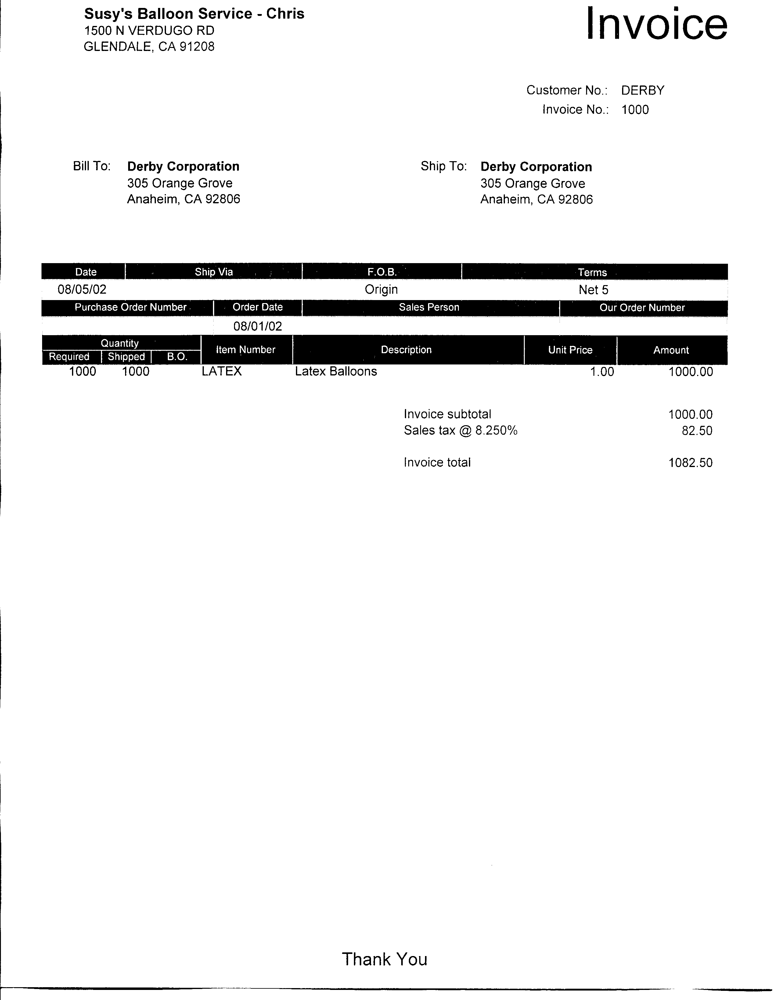 Susy's Balloon Service - Chris
1500 N VERDUGO RD
GLENDALE, CA 91208
Invoice
Customer No.: DERBY
Invoice No.: 1000
Bill To: Derby Corporation
305 Orange Grove
Anaheim, CA 92806
Ship To: Derby Corporation
305 Orange Grove
Anaheim, CA 92806
Date Ship Via F.O.B. Terms
08/05/02 Origin Net 5
Purchase Order Number Order Date Sales Person Our Order Number
08/01/02
Quantity
Required Shipped B.O. Item Number Description Unit Price Amount
1000 1000 LATEX Latex Balloons 1.00 1000.00
Invoice subtotal 1000.00
Sales tax @ 8.250% 82.50
Invoice total 1082.50
Thank You